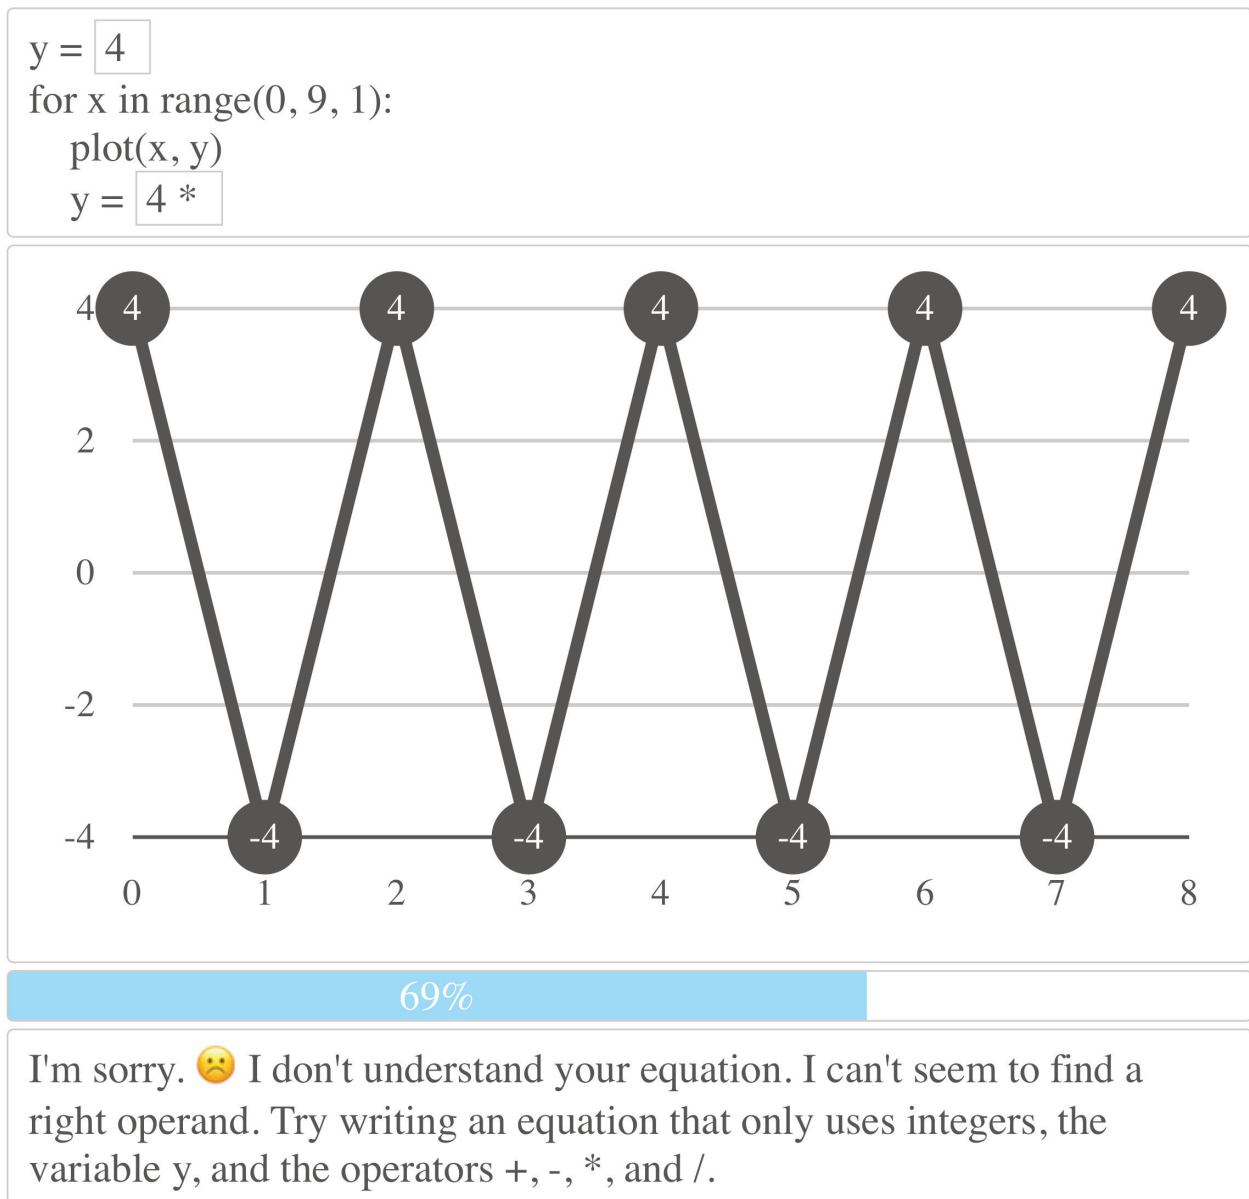 y = 4
for x in range(0, 9, 1):
plot(x, y)
y = 4 *
4 4 4 4 4 4
2
0
-2
-4 -4 -4 -4 -4
0 1 2 3 4 5 6 7 8
69%
I'm sorry. ☹️ I don't understand your equation. I can't seem to find a
right operand. Try writing an equation that only uses integers, the
variable y, and the operators +, -, *, and /.